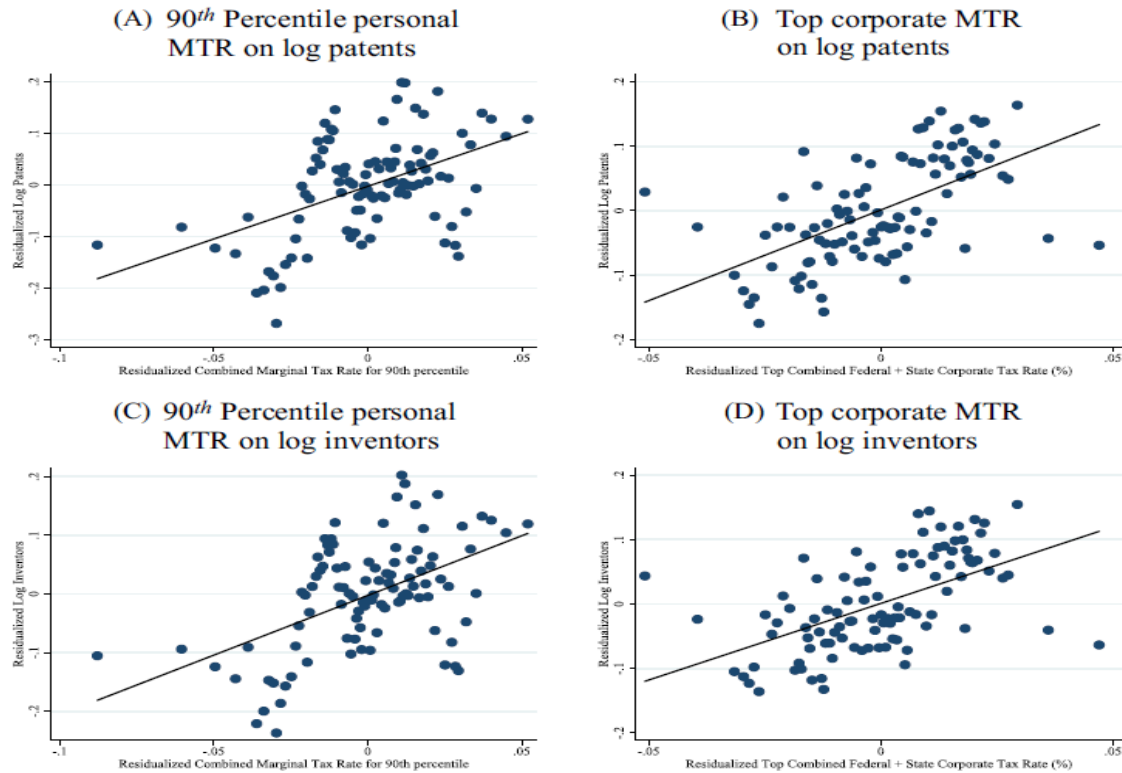 (A) 90th Percentile personal
MTR on log patents
(B) Top corporate MTR
on log patents
Residualized Log Patents
.2
.1
0
-.1
-.2
-.3
-.1
-.05
0
.05
Residualized Combined Marginal Tax Rate for 90th percentile
Residualized Log Patents
.2
.1
0
-.1
-.2
-.05
0
.05
Residualized Top Combined Federal + State Corporate Tax Rate (%)
(C) 90th Percentile personal
MTR on log inventors
(D) Top corporate MTR
on log inventors
Residualized Log Inventors
.2
.1
0
-.1
-.2
-.1
-.05
0
.05
Residualized Combined Marginal Tax Rate for 90th percentile
Residualized Log Inventors
.2
.1
0
-.1
-.2
-.05
0
.05
Residualized Top Combined Federal + State Corporate Tax Rate (%)